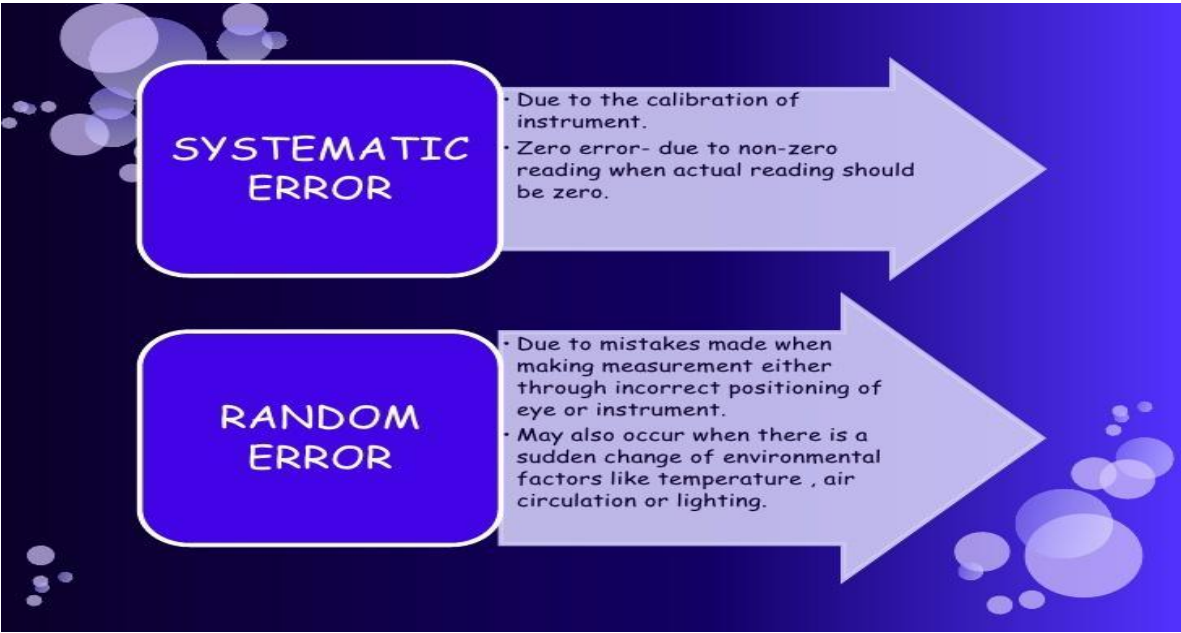 SYSTEMATIC
ERROR
• Due to the calibration of
instrument.
• Zero error- due to non-zero
reading when actual reading should
be zero.
RANDOM
ERROR
• Due to mistakes made when
making measurement either
through incorrect positioning of
eye or instrument.
• May also occur when there is a
sudden change of environmental
factors like temperature , air
circulation or lighting.